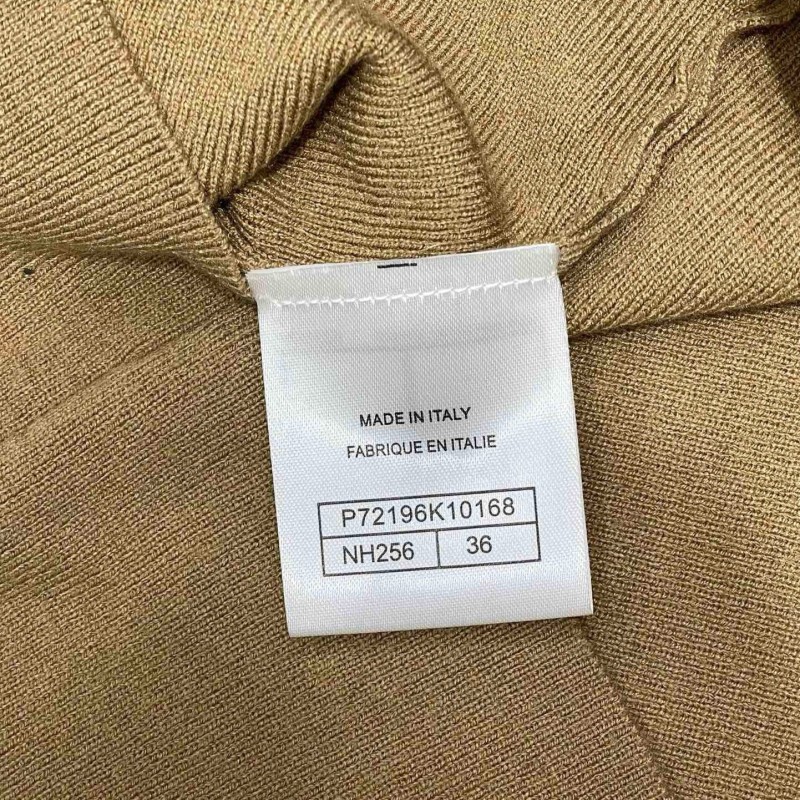 MADE IN ITALY
FABRIQUE EN ITALIE
P72196K10168
NH256 36